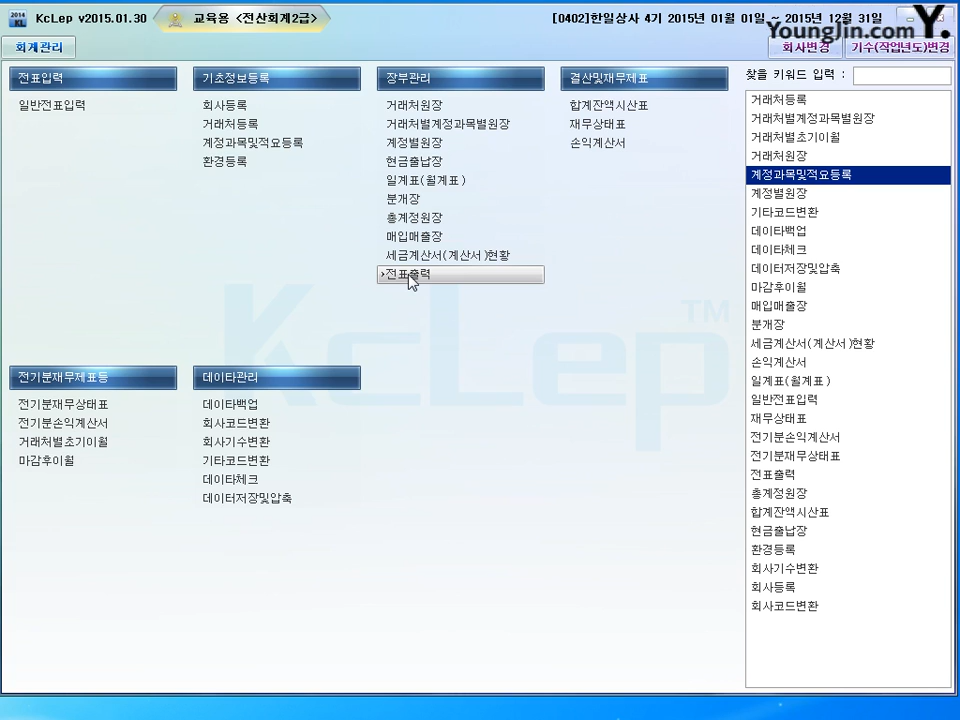 2014 KL KcLep v2015.01.30 교육용 <전산회계2급> [0402]한일상사 4기 2015년 01월 01일 ~ 2015년 12월 31일
YoungJin.com Y.
회계관리 회사변경 기수(작업년도)변경
전표입력
일반전표입력
기초정보등록
회사등록
거래처등록
계정과목및적요등록
환경등록
장부관리
거래처원장
거래처별계정과목별원장
계정별원장
현금출납장
일계표(월계표)
분개장
총계정원장
매입매출장
세금계산서(계산서)현황
›전표출력
결산및재무제표
합계잔액시산표
재무상태표
손익계산서
KcLep™
전기분재무제표등
전기분재무상태표
전기분손익계산서
거래처별초기이월
마감후이월
데이타관리
데이타백업
회사코드변환
회사기수변환
기타코드변환
데이타체크
데이터저장및압축
찾을 키워드 입력 :
거래처등록
거래처별계정과목별원장
거래처별초기이월
거래처원장
계정과목및적요등록
계정별원장
기타코드변환
데이타백업
데이타체크
데이터저장및압축
마감후이월
매입매출장
분개장
세금계산서(계산서)현황
손익계산서
일계표(월계표)
일반전표입력
재무상태표
전기분손익계산서
전기분재무상태표
전표출력
총계정원장
합계잔액시산표
현금출납장
환경등록
회사기수변환
회사등록
회사코드변환